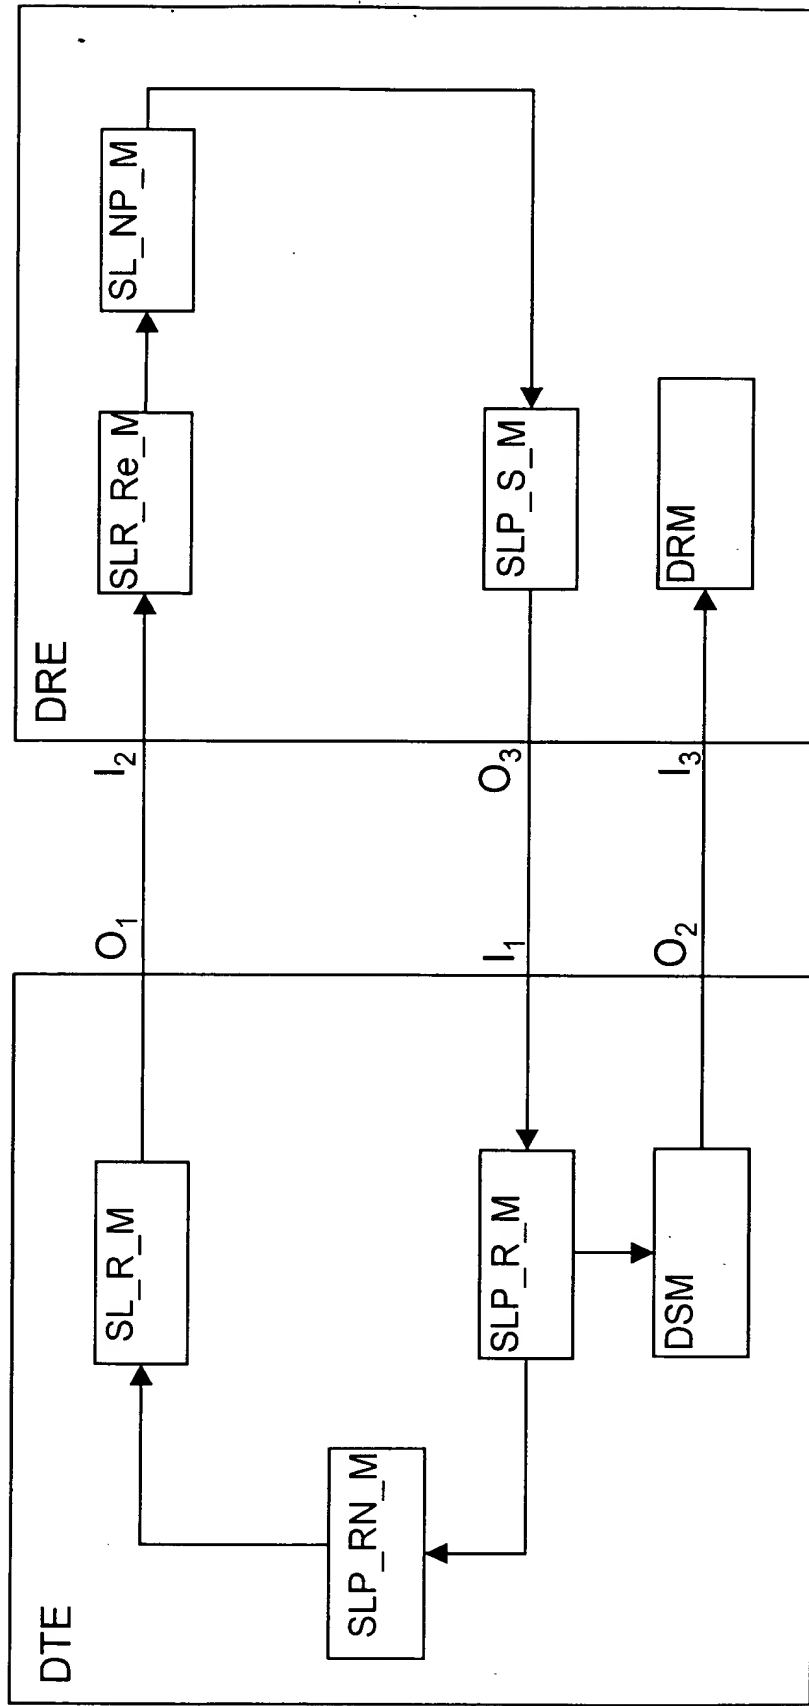 DTE
SL_R_M
SLP_RN_M
SLP_R_M
DSM
O1
I1
O2
I2
O3
I3
DRE
SLR_Re_M
SL_NP_M
SLP_S_M
DRM